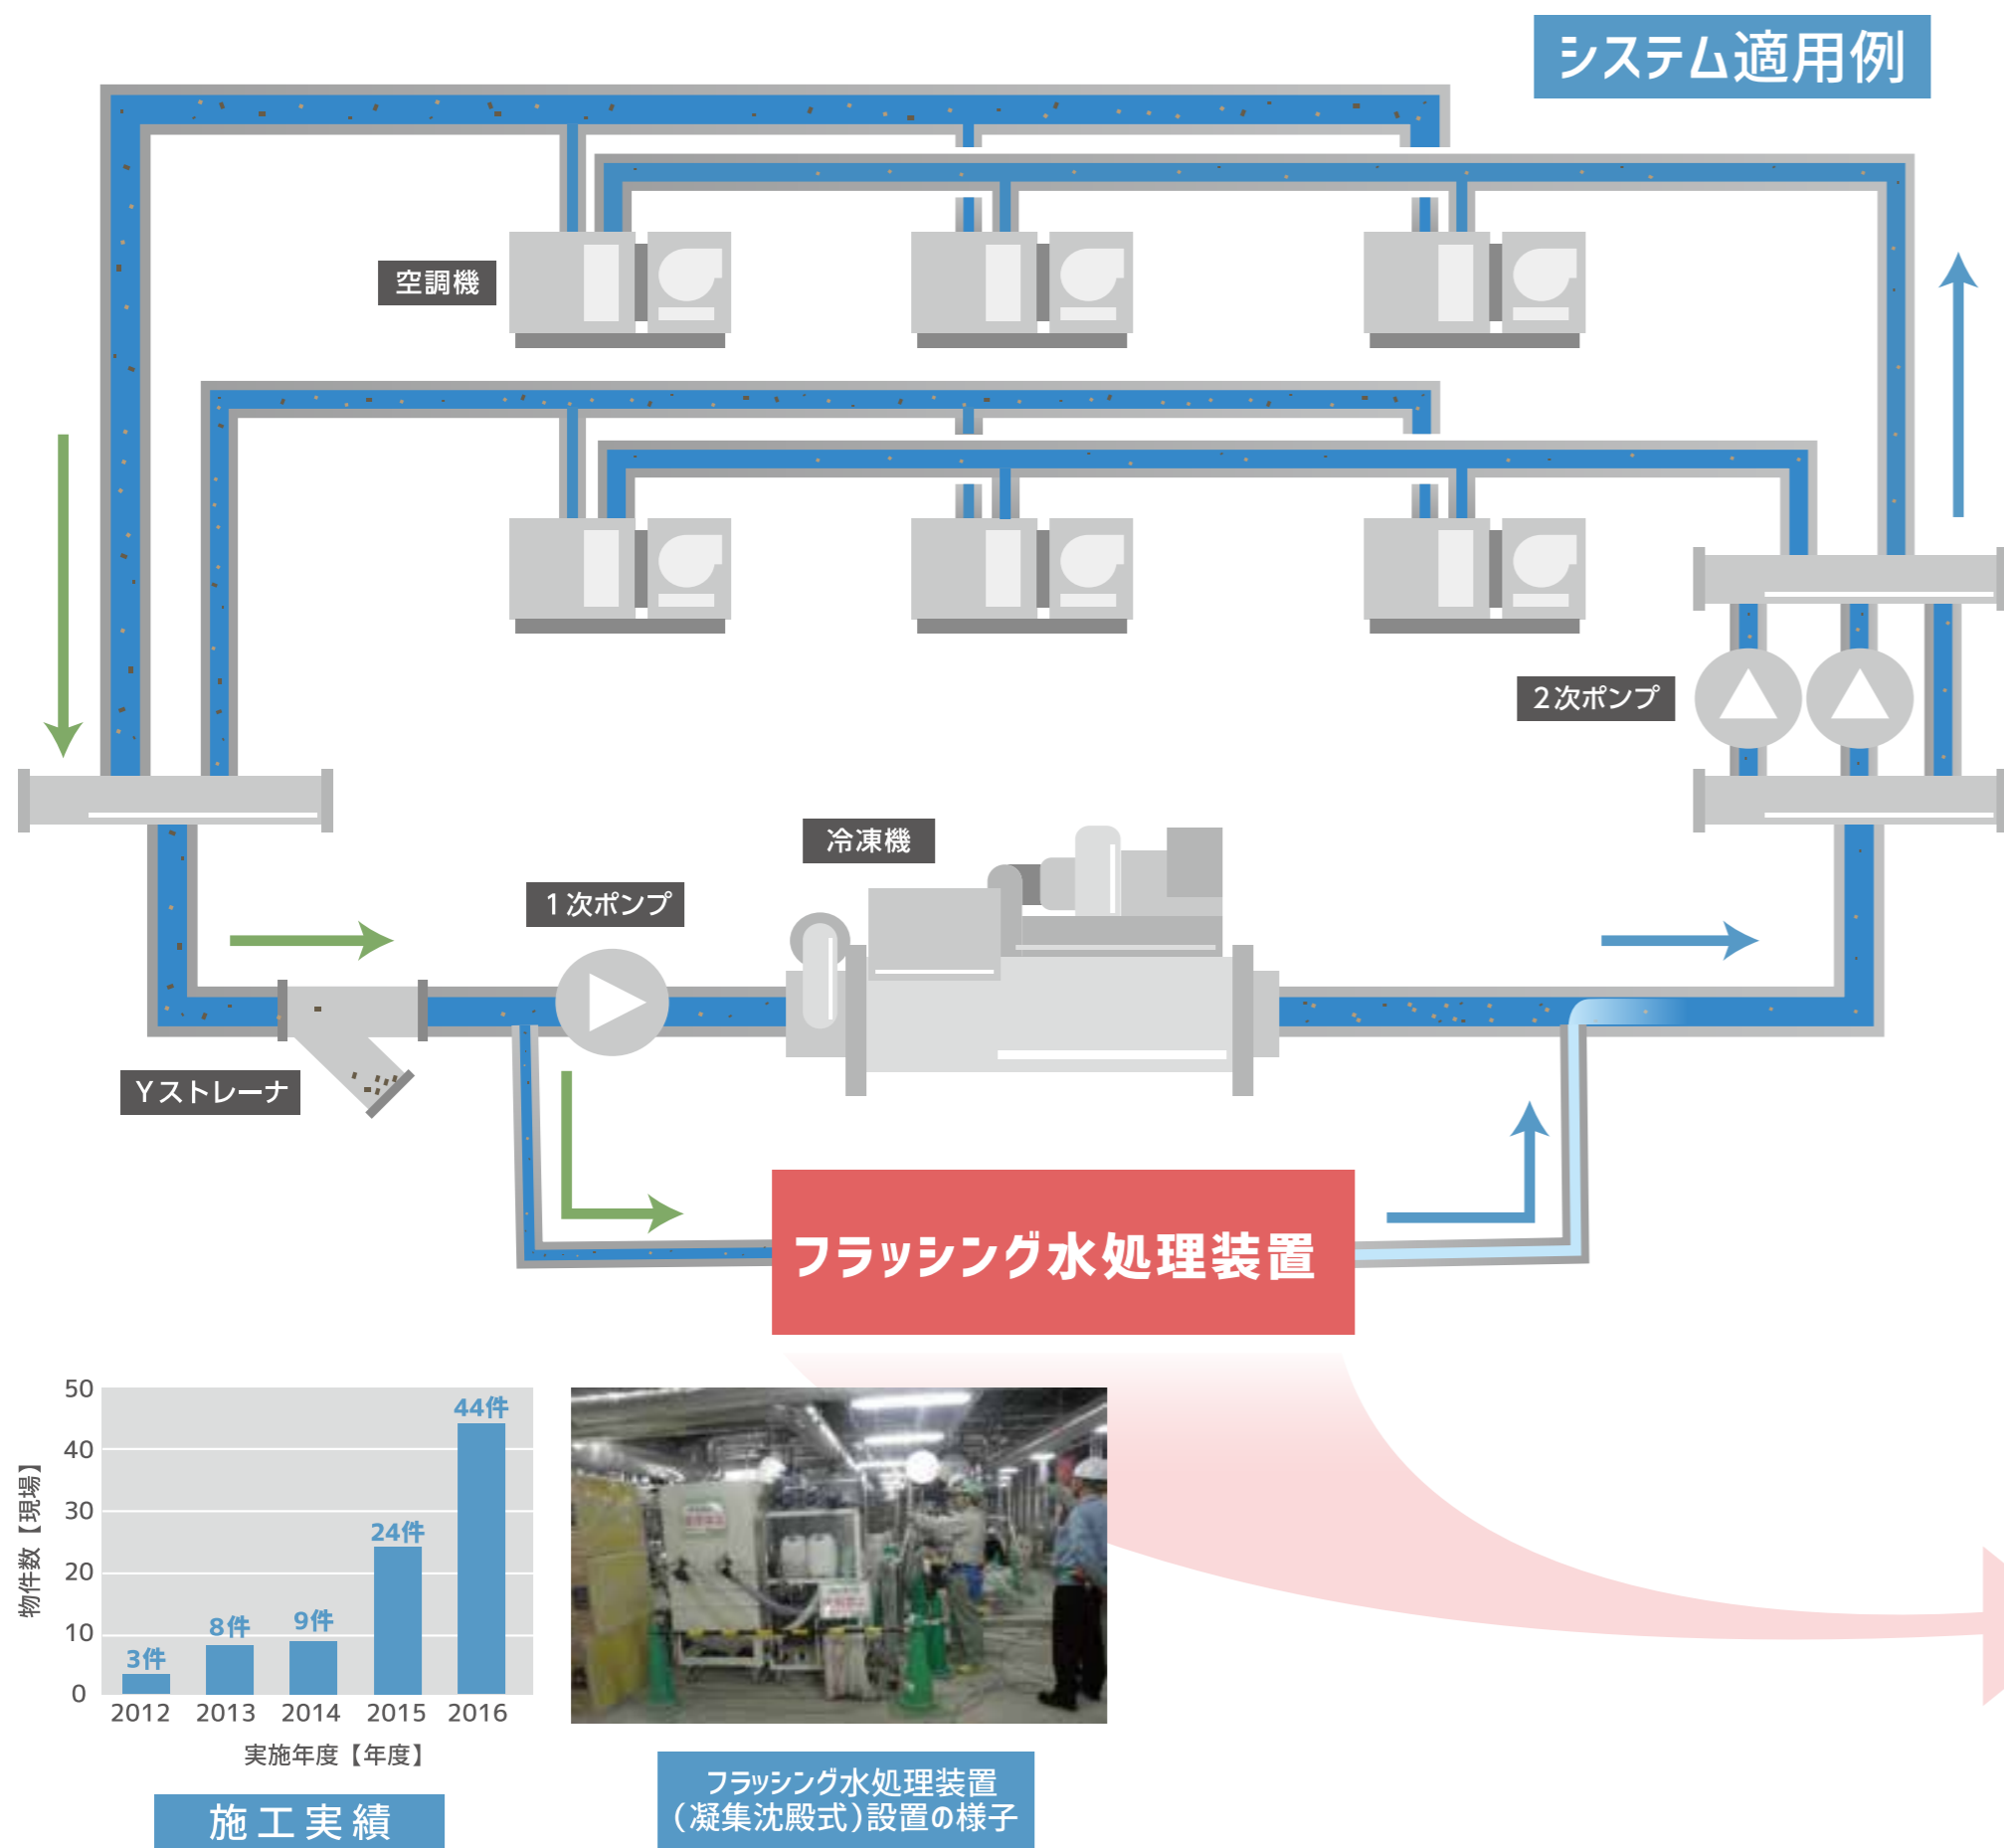 システム適用例
空調機
2次ポンプ
冷凍機
1次ポンプ
Yストレーナ
フラッシング水処理装置
物件数【現場】
50
40
30
20
10
0
3件
8件
9件
24件
44件
2012 2013 2014 2015 2016
実施年度【年度】
施工実績
フラッシング水処理装置
(凝集沈殿式)設置の様子